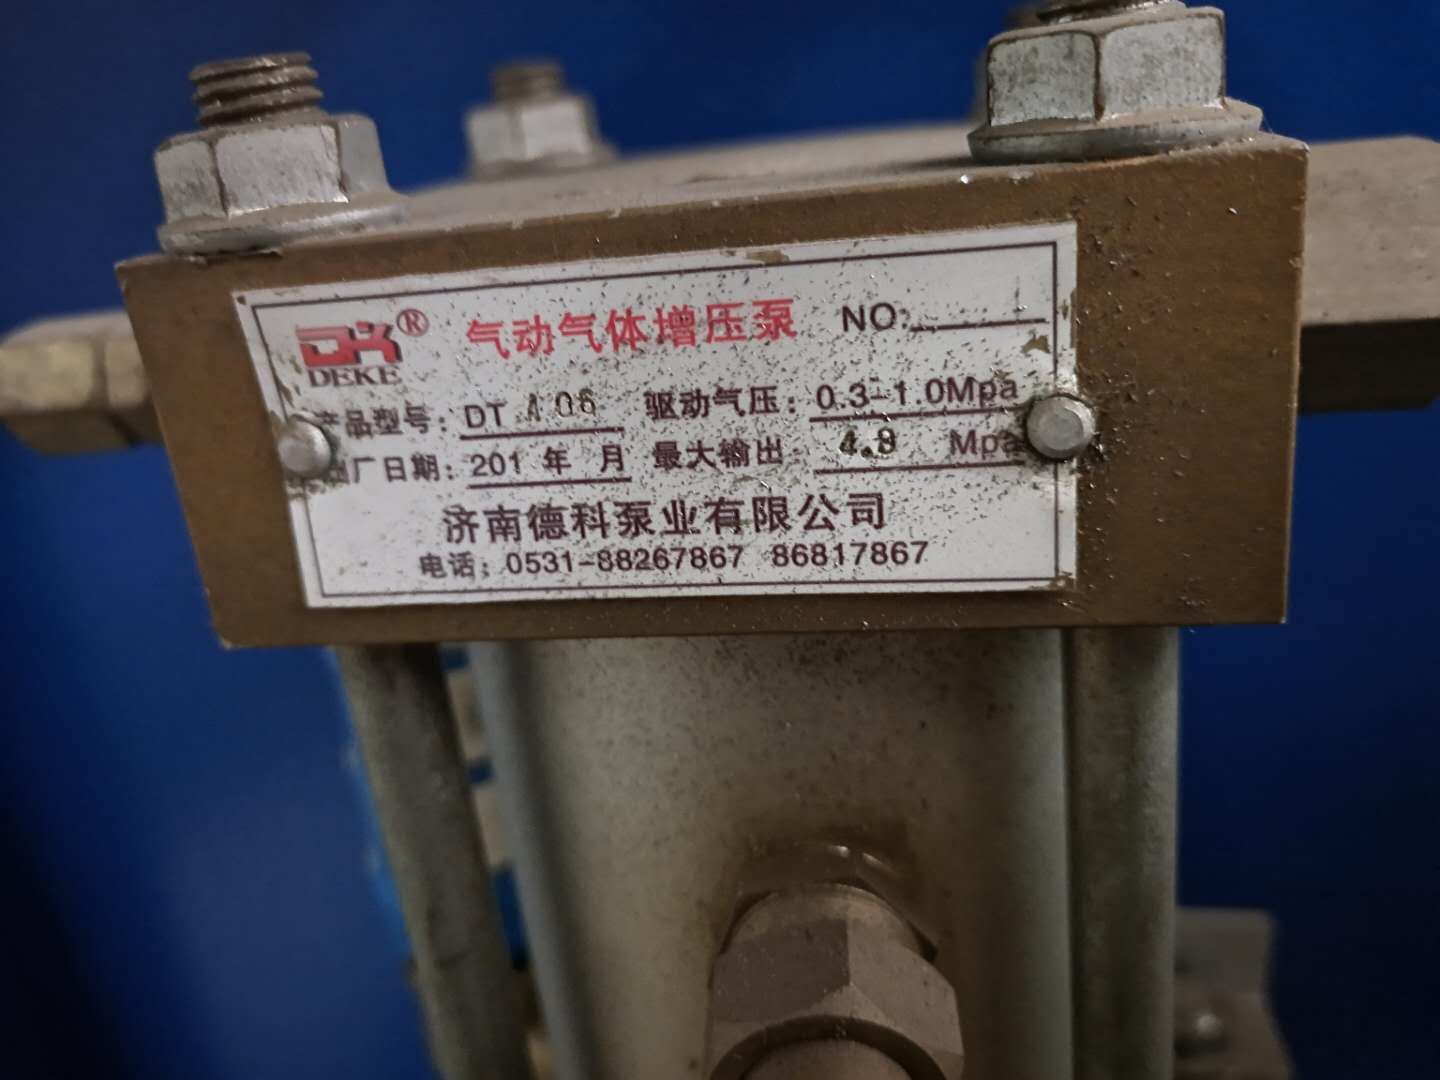 DK® 气动气体增压泵 NO:
DEKE
产品型号: DT A06 驱动气压: 0.3-1.0Mpa
出厂日期: 201 年 月 最大输出: 4.8 Mpa
济南德科泵业有限公司
电话: 0531-88267867 86817867